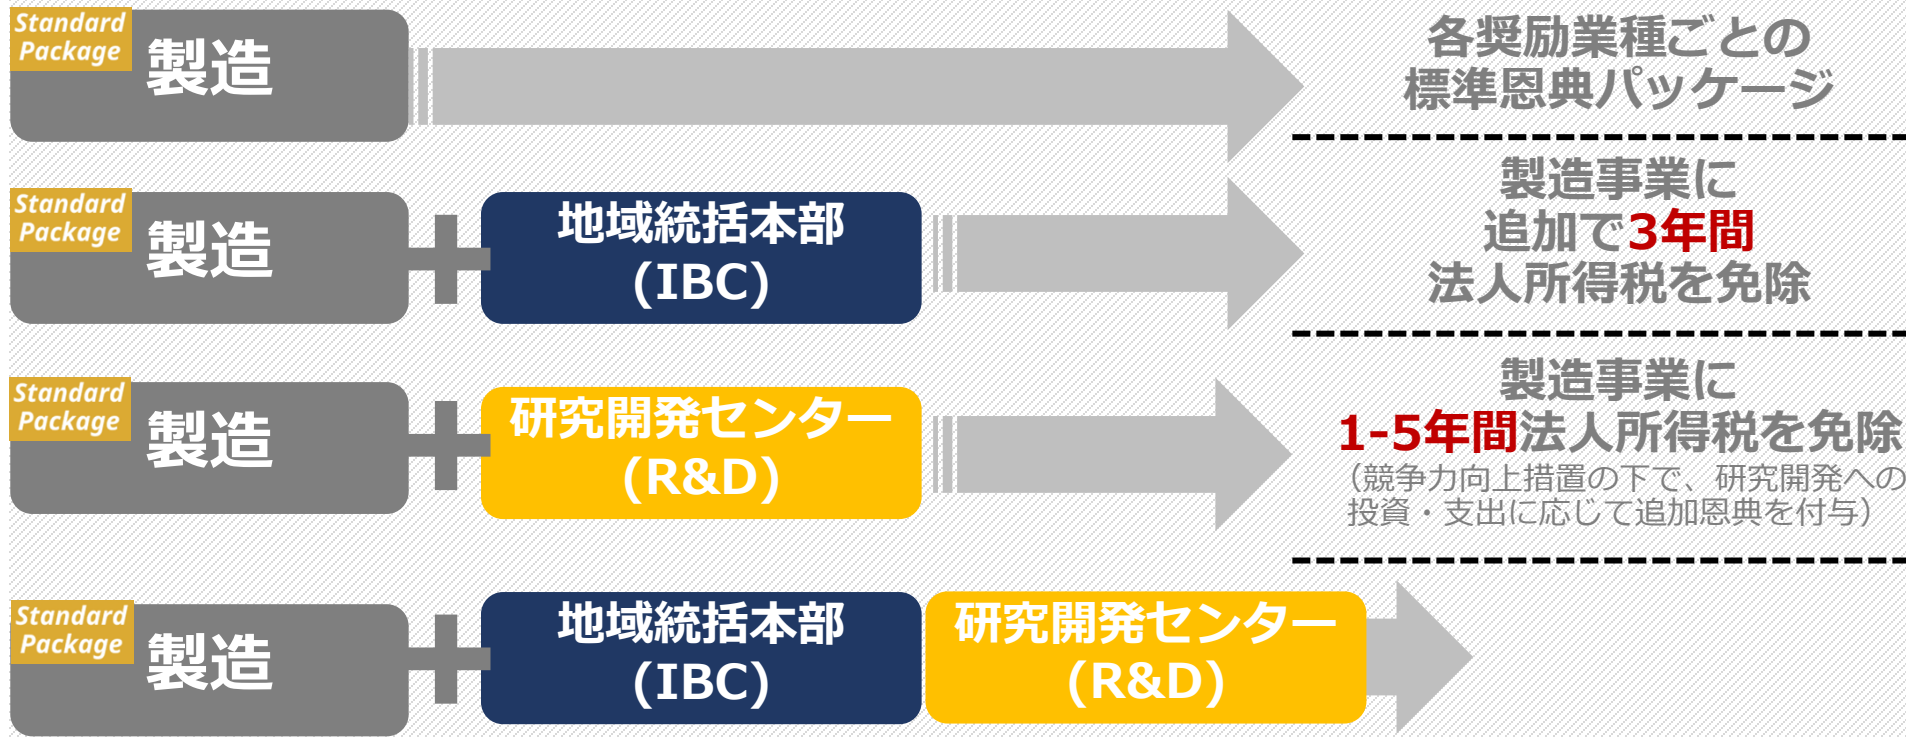 Standard
Package
製造
各奨励業種ごとの
標準恩典パッケージ
Standard
Package
製造
地域統括本部
(IBC)
製造事業に
追加で3年間
法人所得税を免除
Standard
Package
製造
研究開発センター
(R&D)
製造事業に
1-5年間法人所得税を免除
（競争力向上措置の下で、研究開発への
投資・支出に応じて追加恩典を付与）
Standard
Package
製造
地域統括本部
(IBC)
研究開発センター
(R&D)